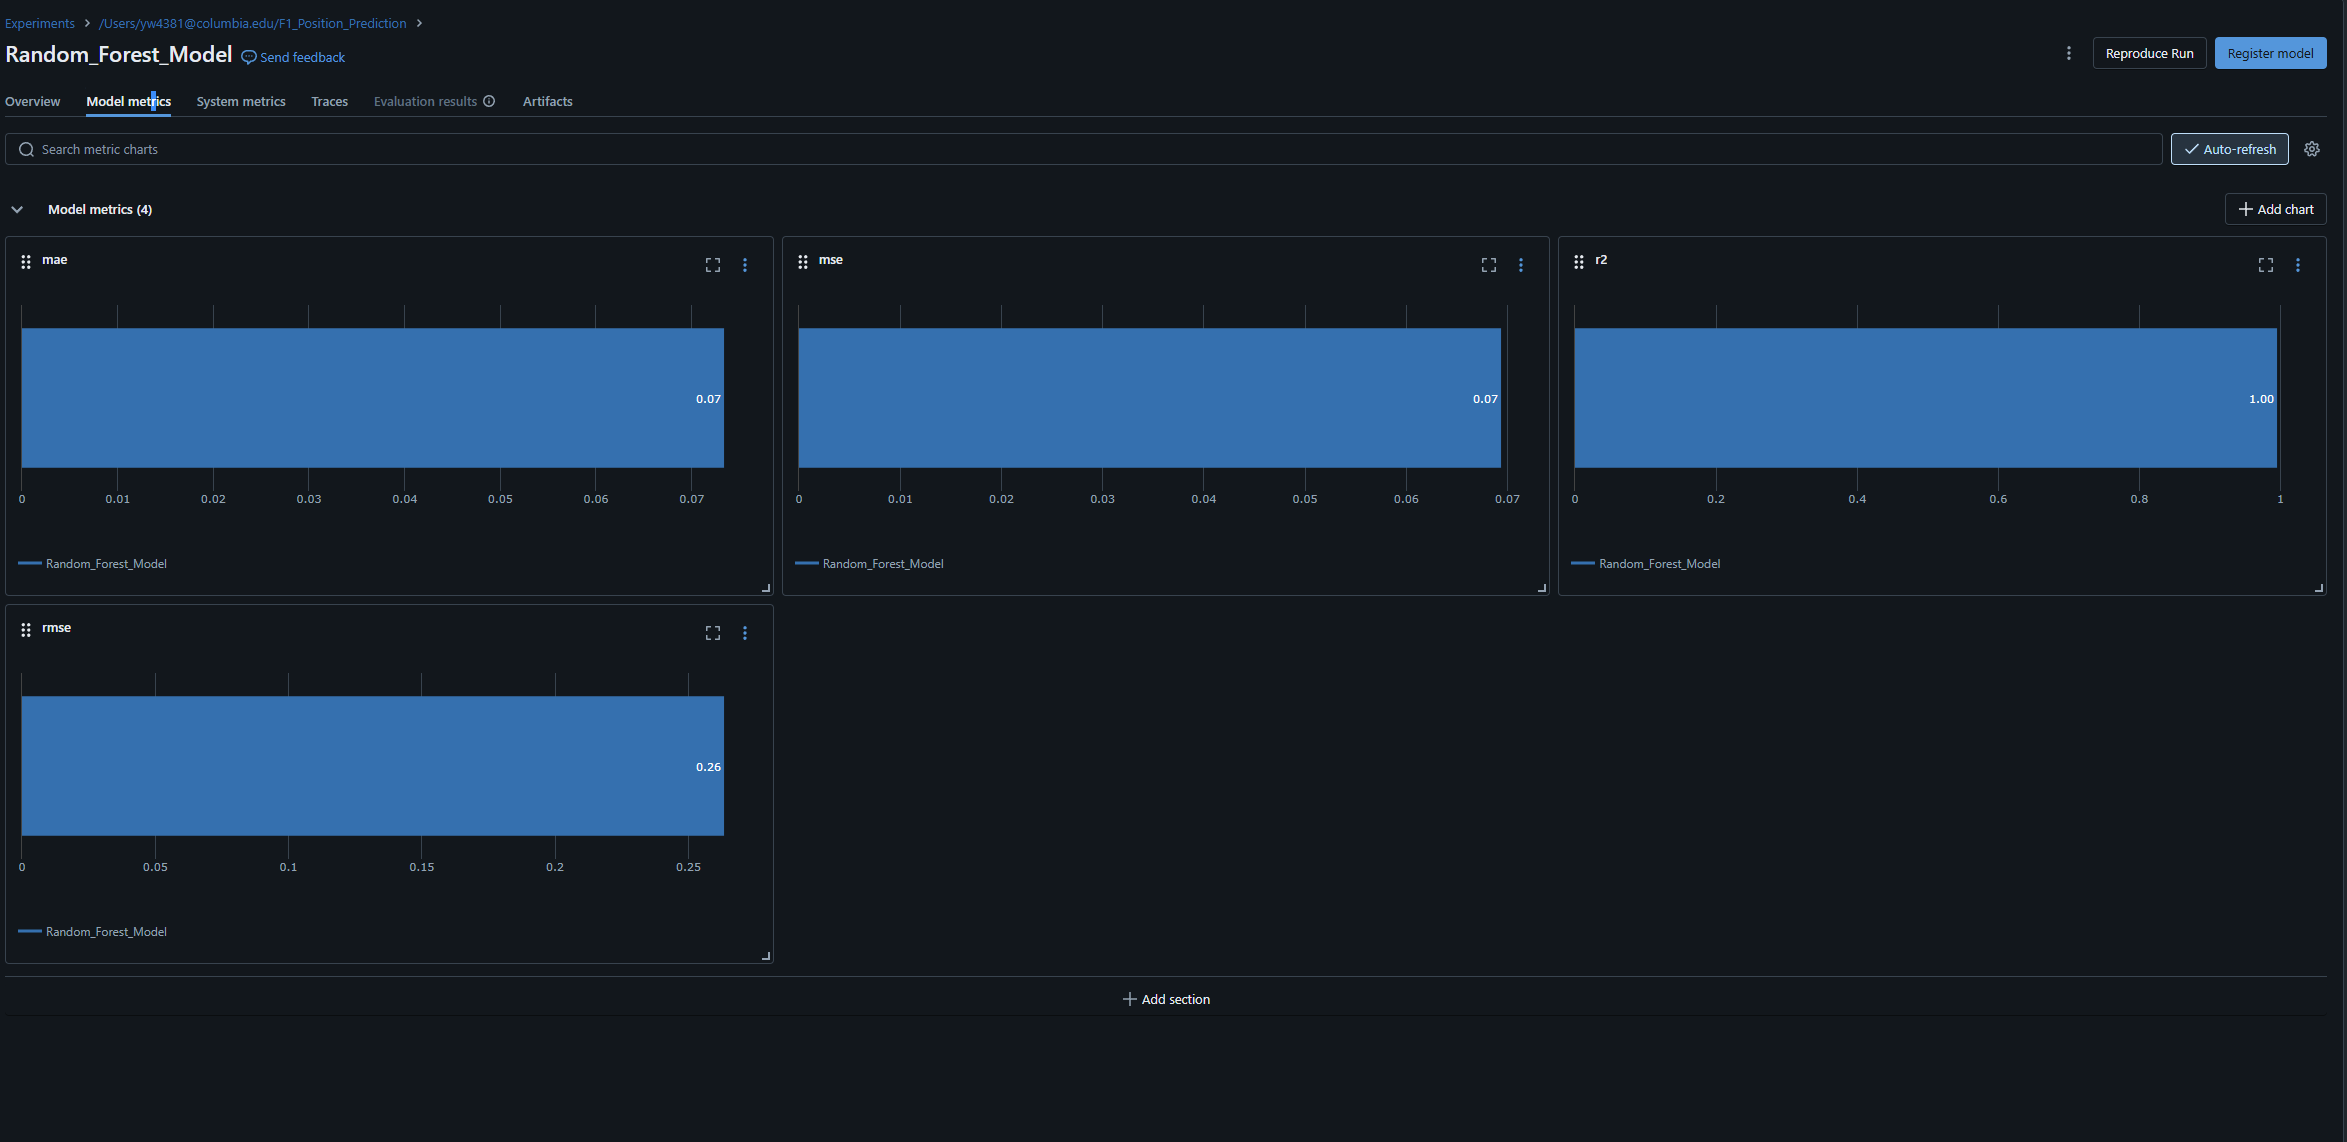 Experiments > /Users/yw4381@columbia.edu/F1_Position_Prediction >
Random_Forest_Model Send feedback
Reproduce Run Register model
Overview Model metrics System metrics Traces Evaluation results Artifacts
Search metric charts Auto-refresh
Model metrics (4) Add chart
mae
0.07
0 0.01 0.02 0.03 0.04 0.05 0.06 0.07
Random_Forest_Model
mse
0.07
0 0.01 0.02 0.03 0.04 0.05 0.06 0.07
Random_Forest_Model
r2
1.00
0 0.2 0.4 0.6 0.8 1
Random_Forest_Model
rmse
0.26
0 0.05 0.1 0.15 0.2 0.25
Random_Forest_Model
Add section